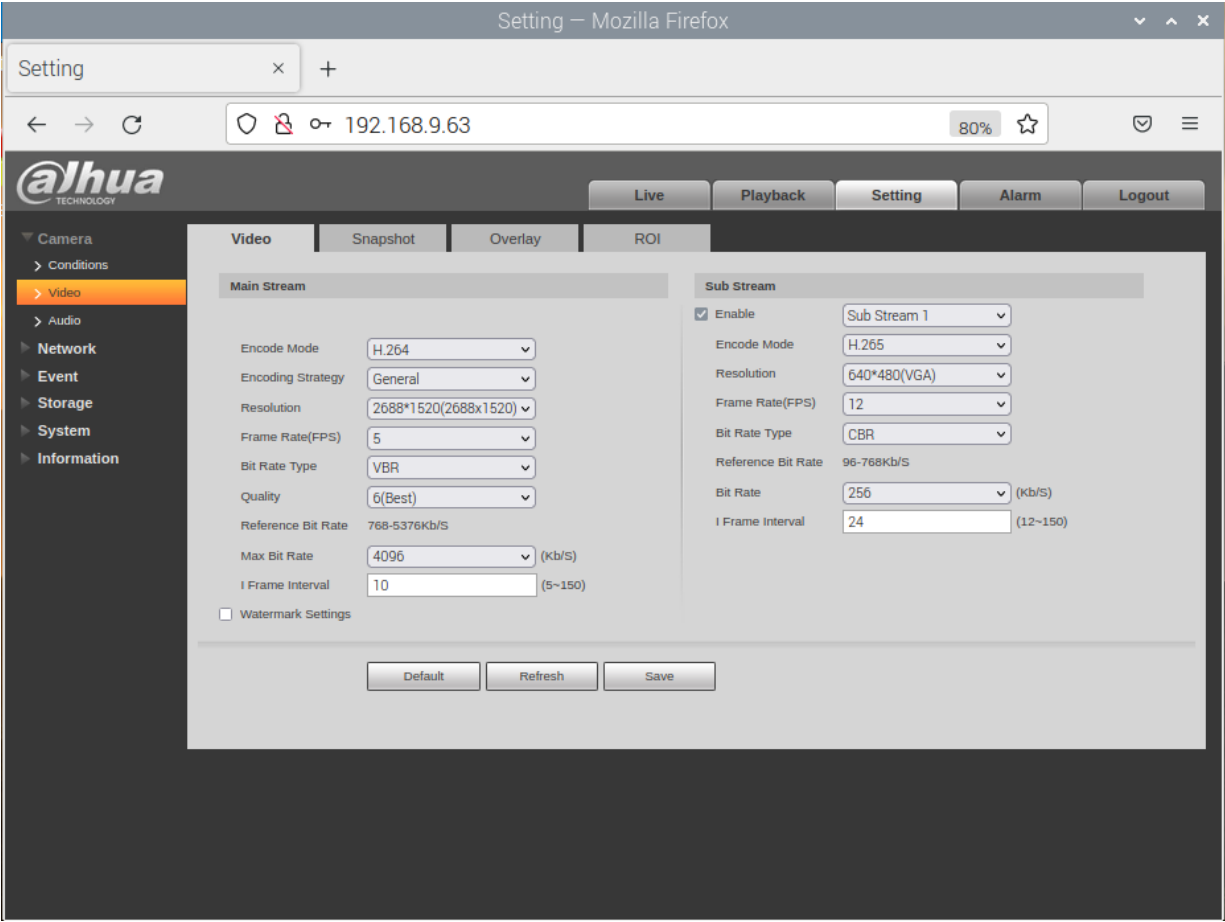 Setting — Mozilla Firefox
Setting
192.168.9.63
80%
alhua
TECHNOLOGY
Live Playback Setting Alarm Logout
Camera
Conditions
Video
Audio
Network
Event
Storage
System
Information
Video Snapshot Overlay ROI
Main Stream
Encode Mode H.264
Encoding Strategy General
Resolution 2688*1520(2688x1520)
Frame Rate(FPS) 5
Bit Rate Type VBR
Quality 6(Best)
Reference Bit Rate 768-5376Kb/S
Max Bit Rate 4096 (Kb/S)
I Frame Interval 10 (5~150)
Watermark Settings
Sub Stream
Enable Sub Stream 1
Encode Mode H.265
Resolution 640*480(VGA)
Frame Rate(FPS) 12
Bit Rate Type CBR
Reference Bit Rate 96-768Kb/S
Bit Rate 256 (Kb/S)
I Frame Interval 24 (12~150)
Default Refresh Save